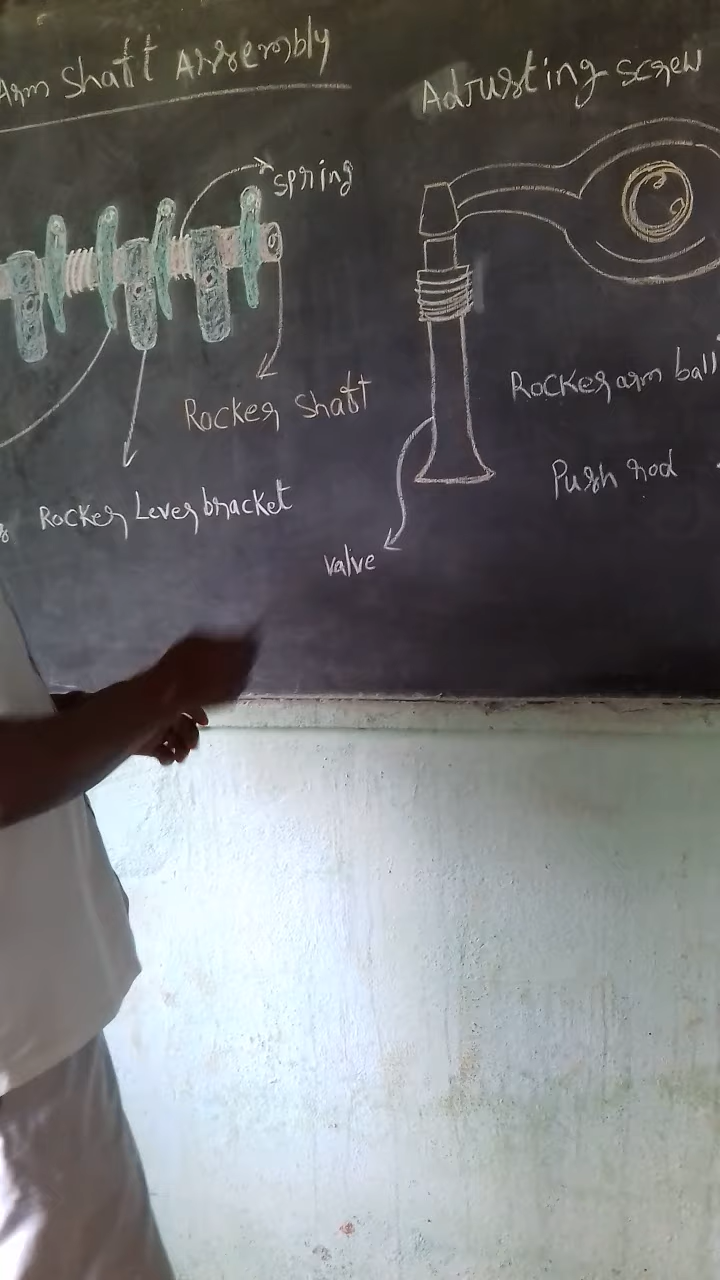 Arm Shaft Assembly
Adjusting screw
spring
Rocker Shaft
Rocker arm ball
Push rod
Rocker Lever bracket
valve